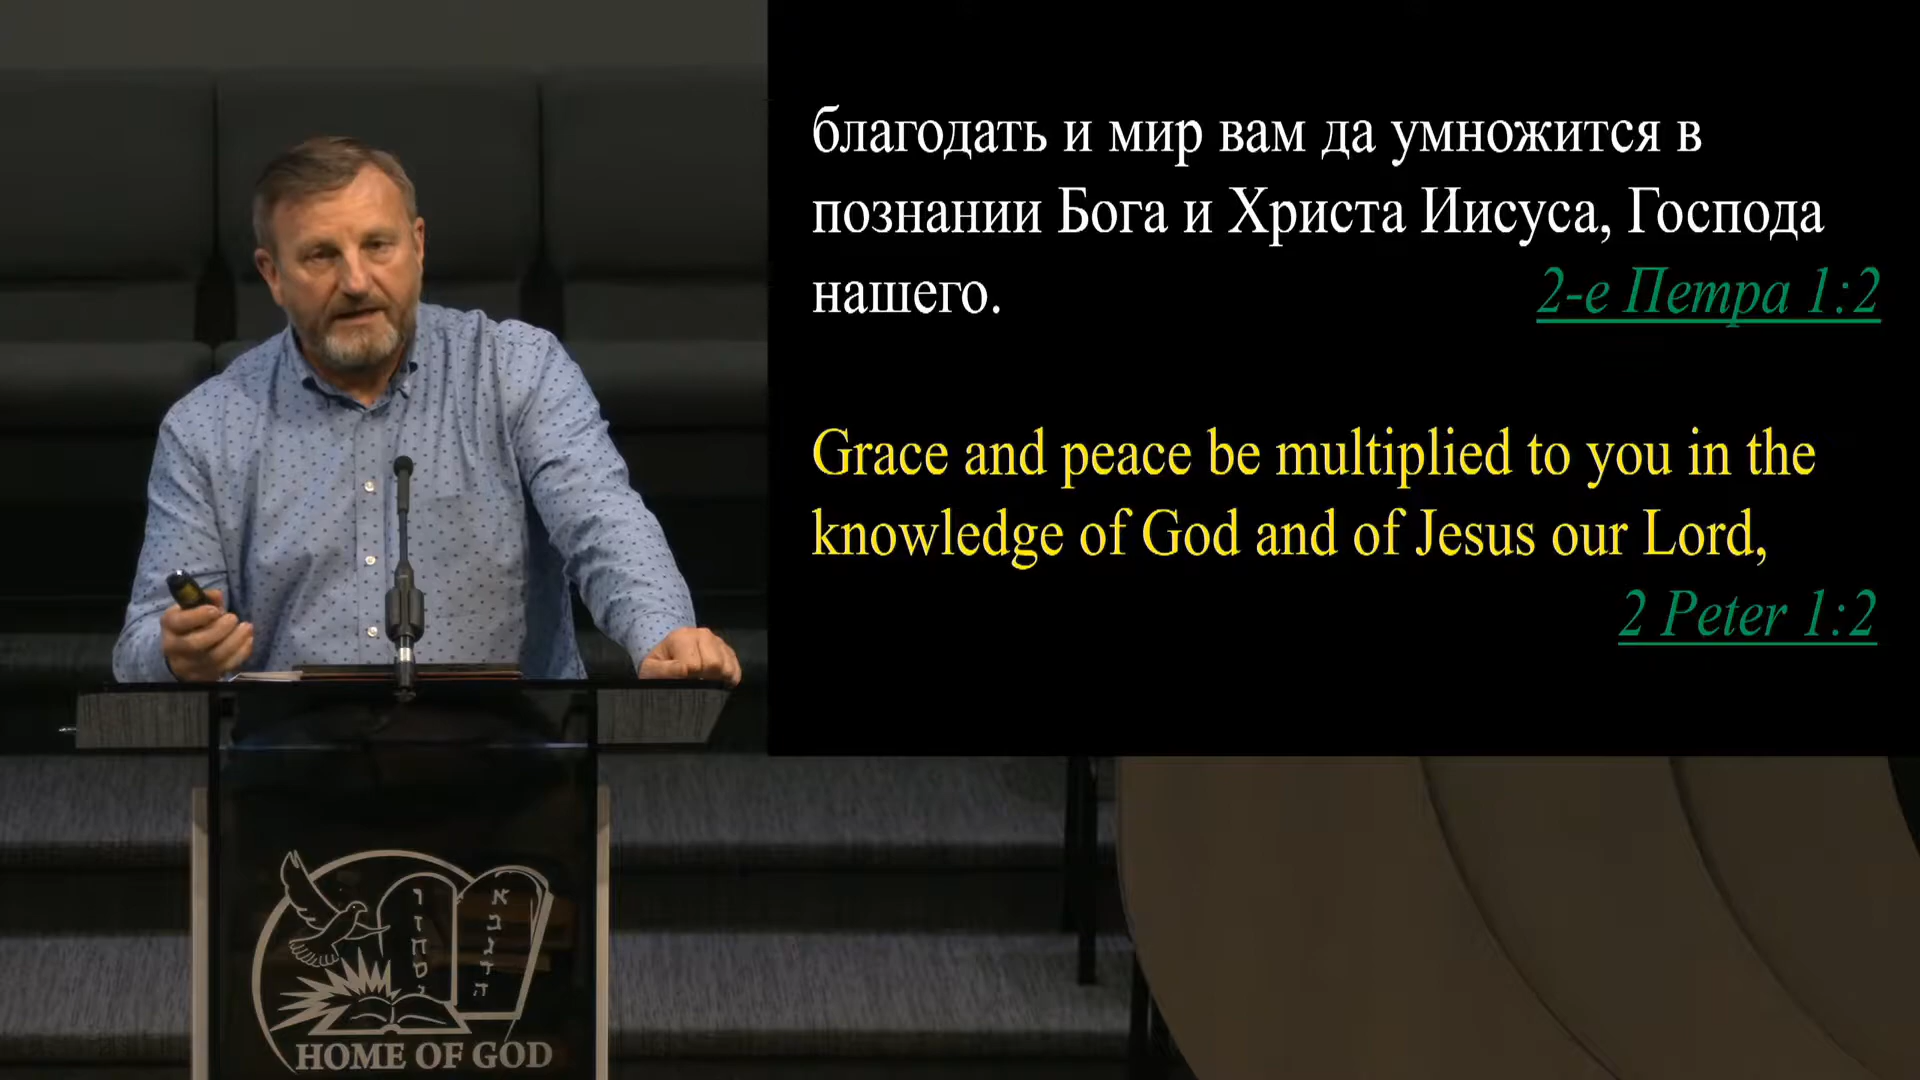 благодать и мир вам да умножится в
познании Бога и Христа Иисуса, Господа
нашего.
2-е Петра 1:2
Grace and peace be multiplied to you in the
knowledge of God and of Jesus our Lord,
2 Peter 1:2
ו א
ז ב
ח ג
ט ד
י ה
HOME OF GOD